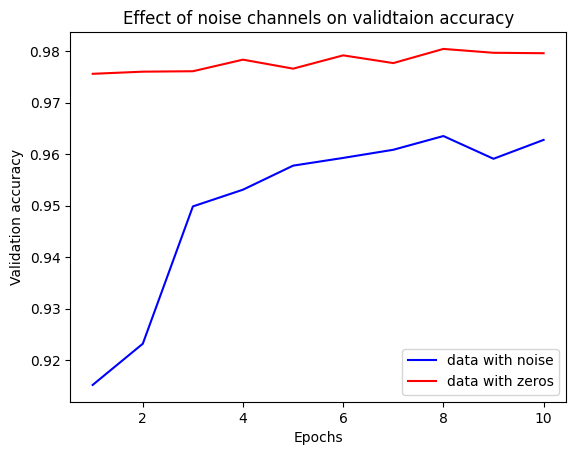 Effect of noise channels on validtaion accuracy
0.98
0.97
0.96
0.95
0.94
0.93
0.92
Validation accuracy
data with noise
data with zeros
2 4 6 8 10
Epochs